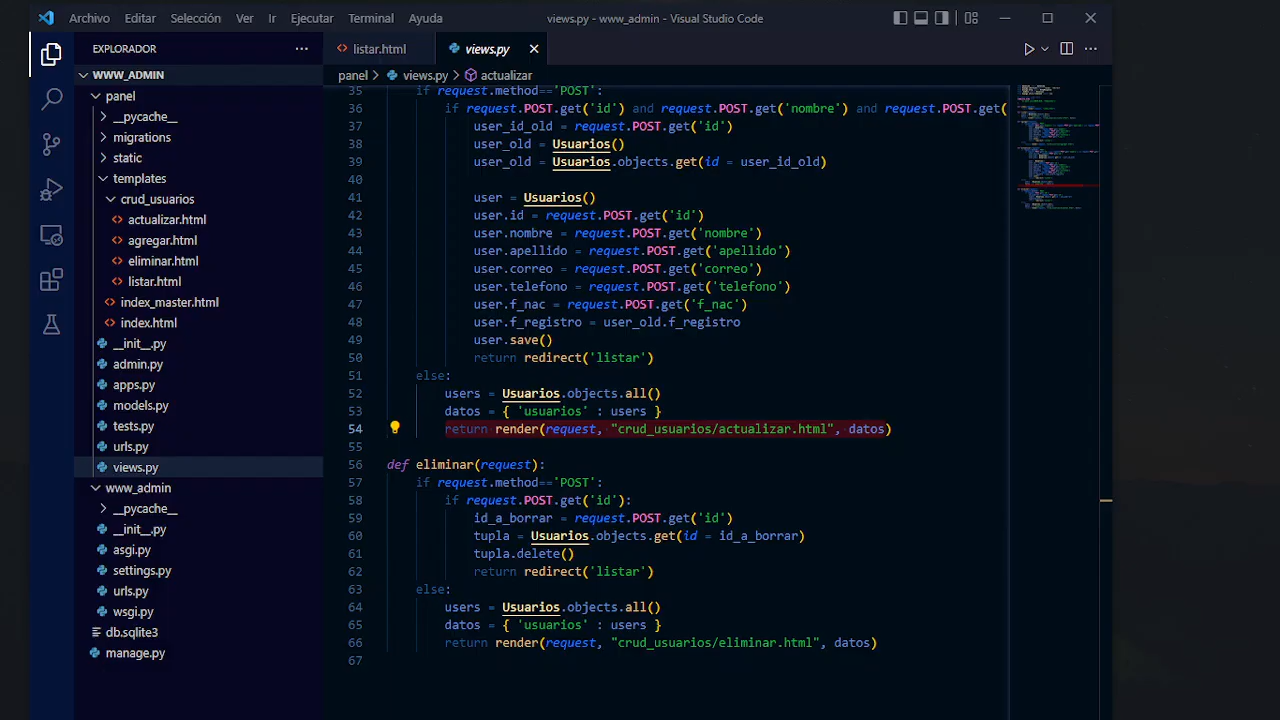 Archivo Editar Selección Ver Ir Ejecutar Terminal Ayuda views.py - www_admin - Visual Studio Code
EXPLORADOR
WWW_ADMIN
panel
__pycache__
migrations
static
templates
crud_usuarios
actualizar.html
agregar.html
eliminar.html
listar.html
index_master.html
index.html
__init__.py
admin.py
apps.py
models.py
tests.py
urls.py
views.py
www_admin
__pycache__
__init__.py
asgi.py
settings.py
urls.py
wsgi.py
db.sqlite3
manage.py
listar.html views.py
panel > views.py > actualizar
35 if request.method=='POST':
36 if request.POST.get('id') and request.POST.get('nombre') and request.POST.get(
37 user_id_old = request.POST.get('id')
38 user_old = Usuarios()
39 user_old = Usuarios.objects.get(id = user_id_old)
40
41 user = Usuarios()
42 user.id = request.POST.get('id')
43 user.nombre = request.POST.get('nombre')
44 user.apellido = request.POST.get('apellido')
45 user.correo = request.POST.get('correo')
46 user.telefono = request.POST.get('telefono')
47 user.f_nac = request.POST.get('f_nac')
48 user.f_registro = user_old.f_registro
49 user.save()
50 return redirect('listar')
51 else:
52 users = Usuarios.objects.all()
53 datos = { 'usuarios' : users }
54 return render(request, "crud_usuarios/actualizar.html", datos)
55
56 def eliminar(request):
57 if request.method=='POST':
58 if request.POST.get('id'):
59 id_a_borrar = request.POST.get('id')
60 tupla = Usuarios.objects.get(id = id_a_borrar)
61 tupla.delete()
62 return redirect('listar')
63 else:
64 users = Usuarios.objects.all()
65 datos = { 'usuarios' : users }
66 return render(request, "crud_usuarios/eliminar.html", datos)
67